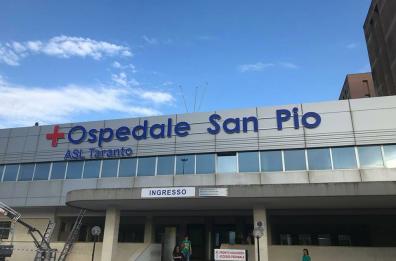 Ospedale San Pio
ASL Taranto
INGRESSO